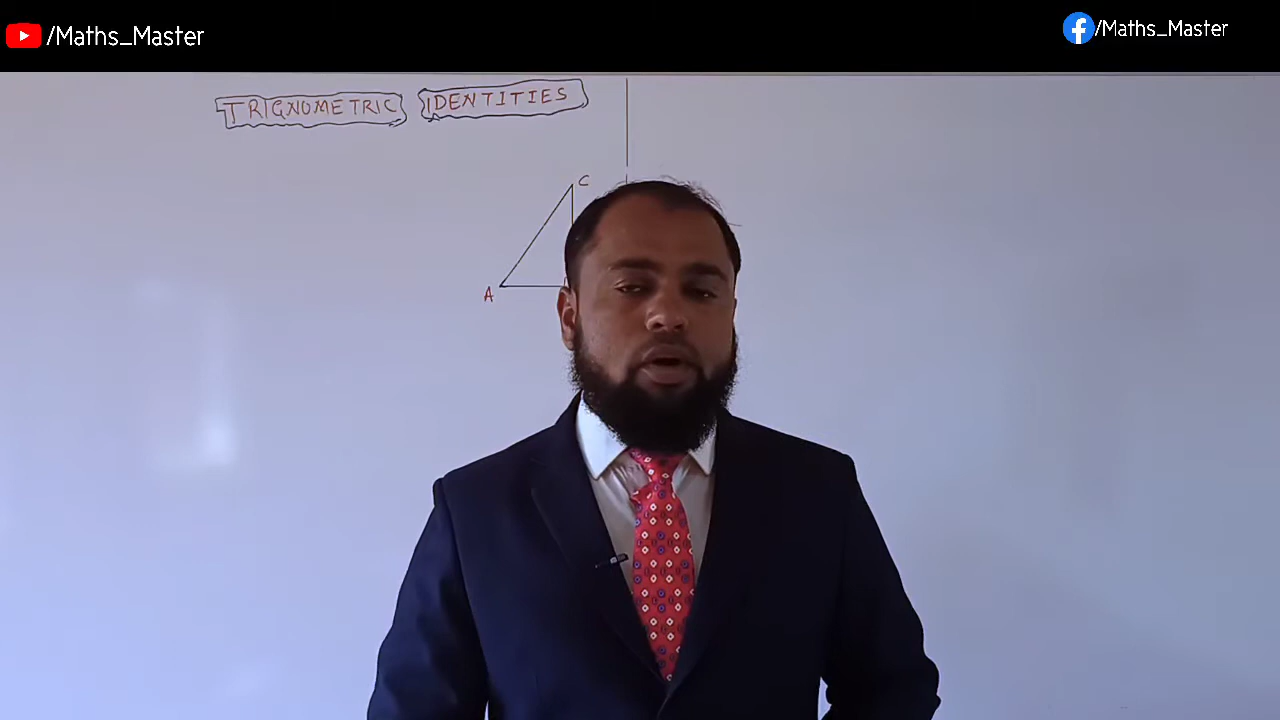 /Maths_Master
/Maths_Master
TRIGNOMETRIC IDENTITIES
C
A